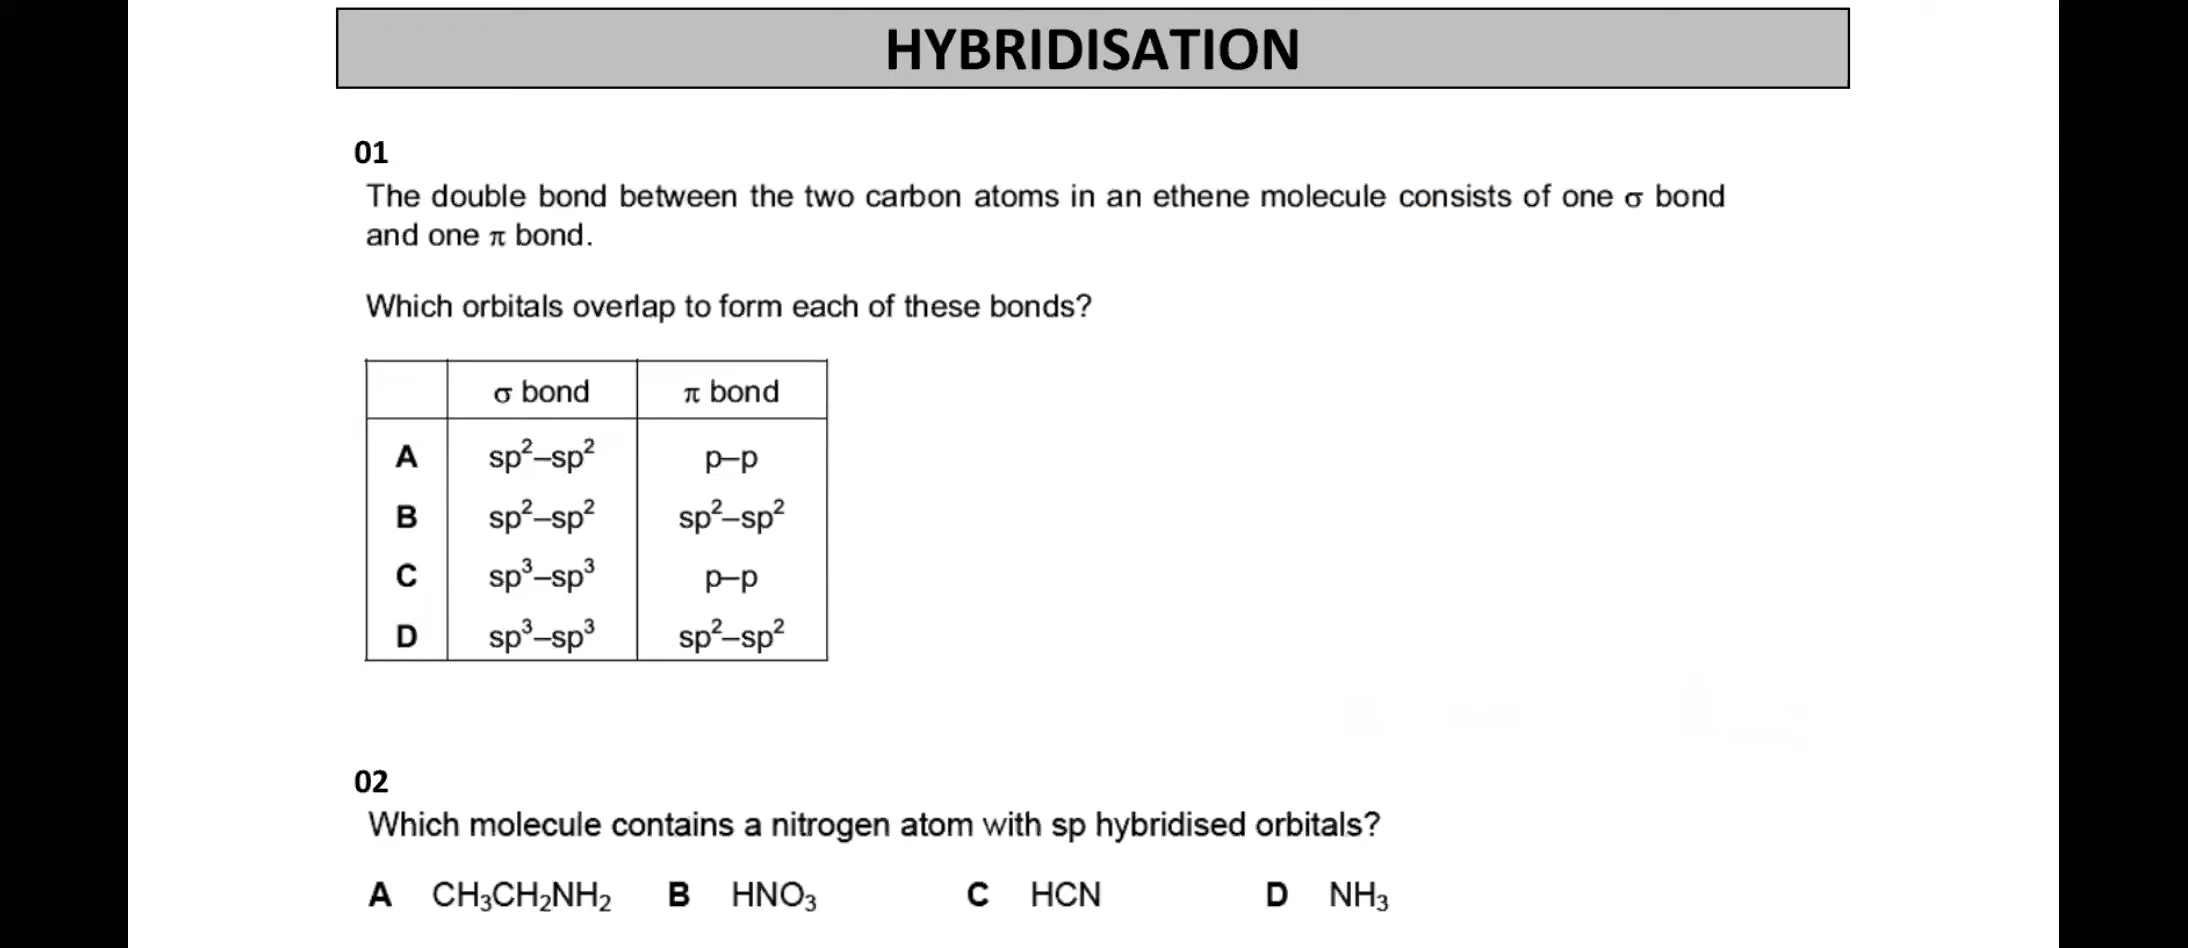 HYBRIDISATION
01
The double bond between the two carbon atoms in an ethene molecule consists of one σ bond
and one π bond.
Which orbitals overlap to form each of these bonds?
σ bond π bond
A sp²–sp² p–p
B sp²–sp² sp²–sp²
C sp³–sp³ p–p
D sp³–sp³ sp²–sp²
02
Which molecule contains a nitrogen atom with sp hybridised orbitals?
A CH₃CH₂NH₂ B HNO₃ C HCN D NH₃